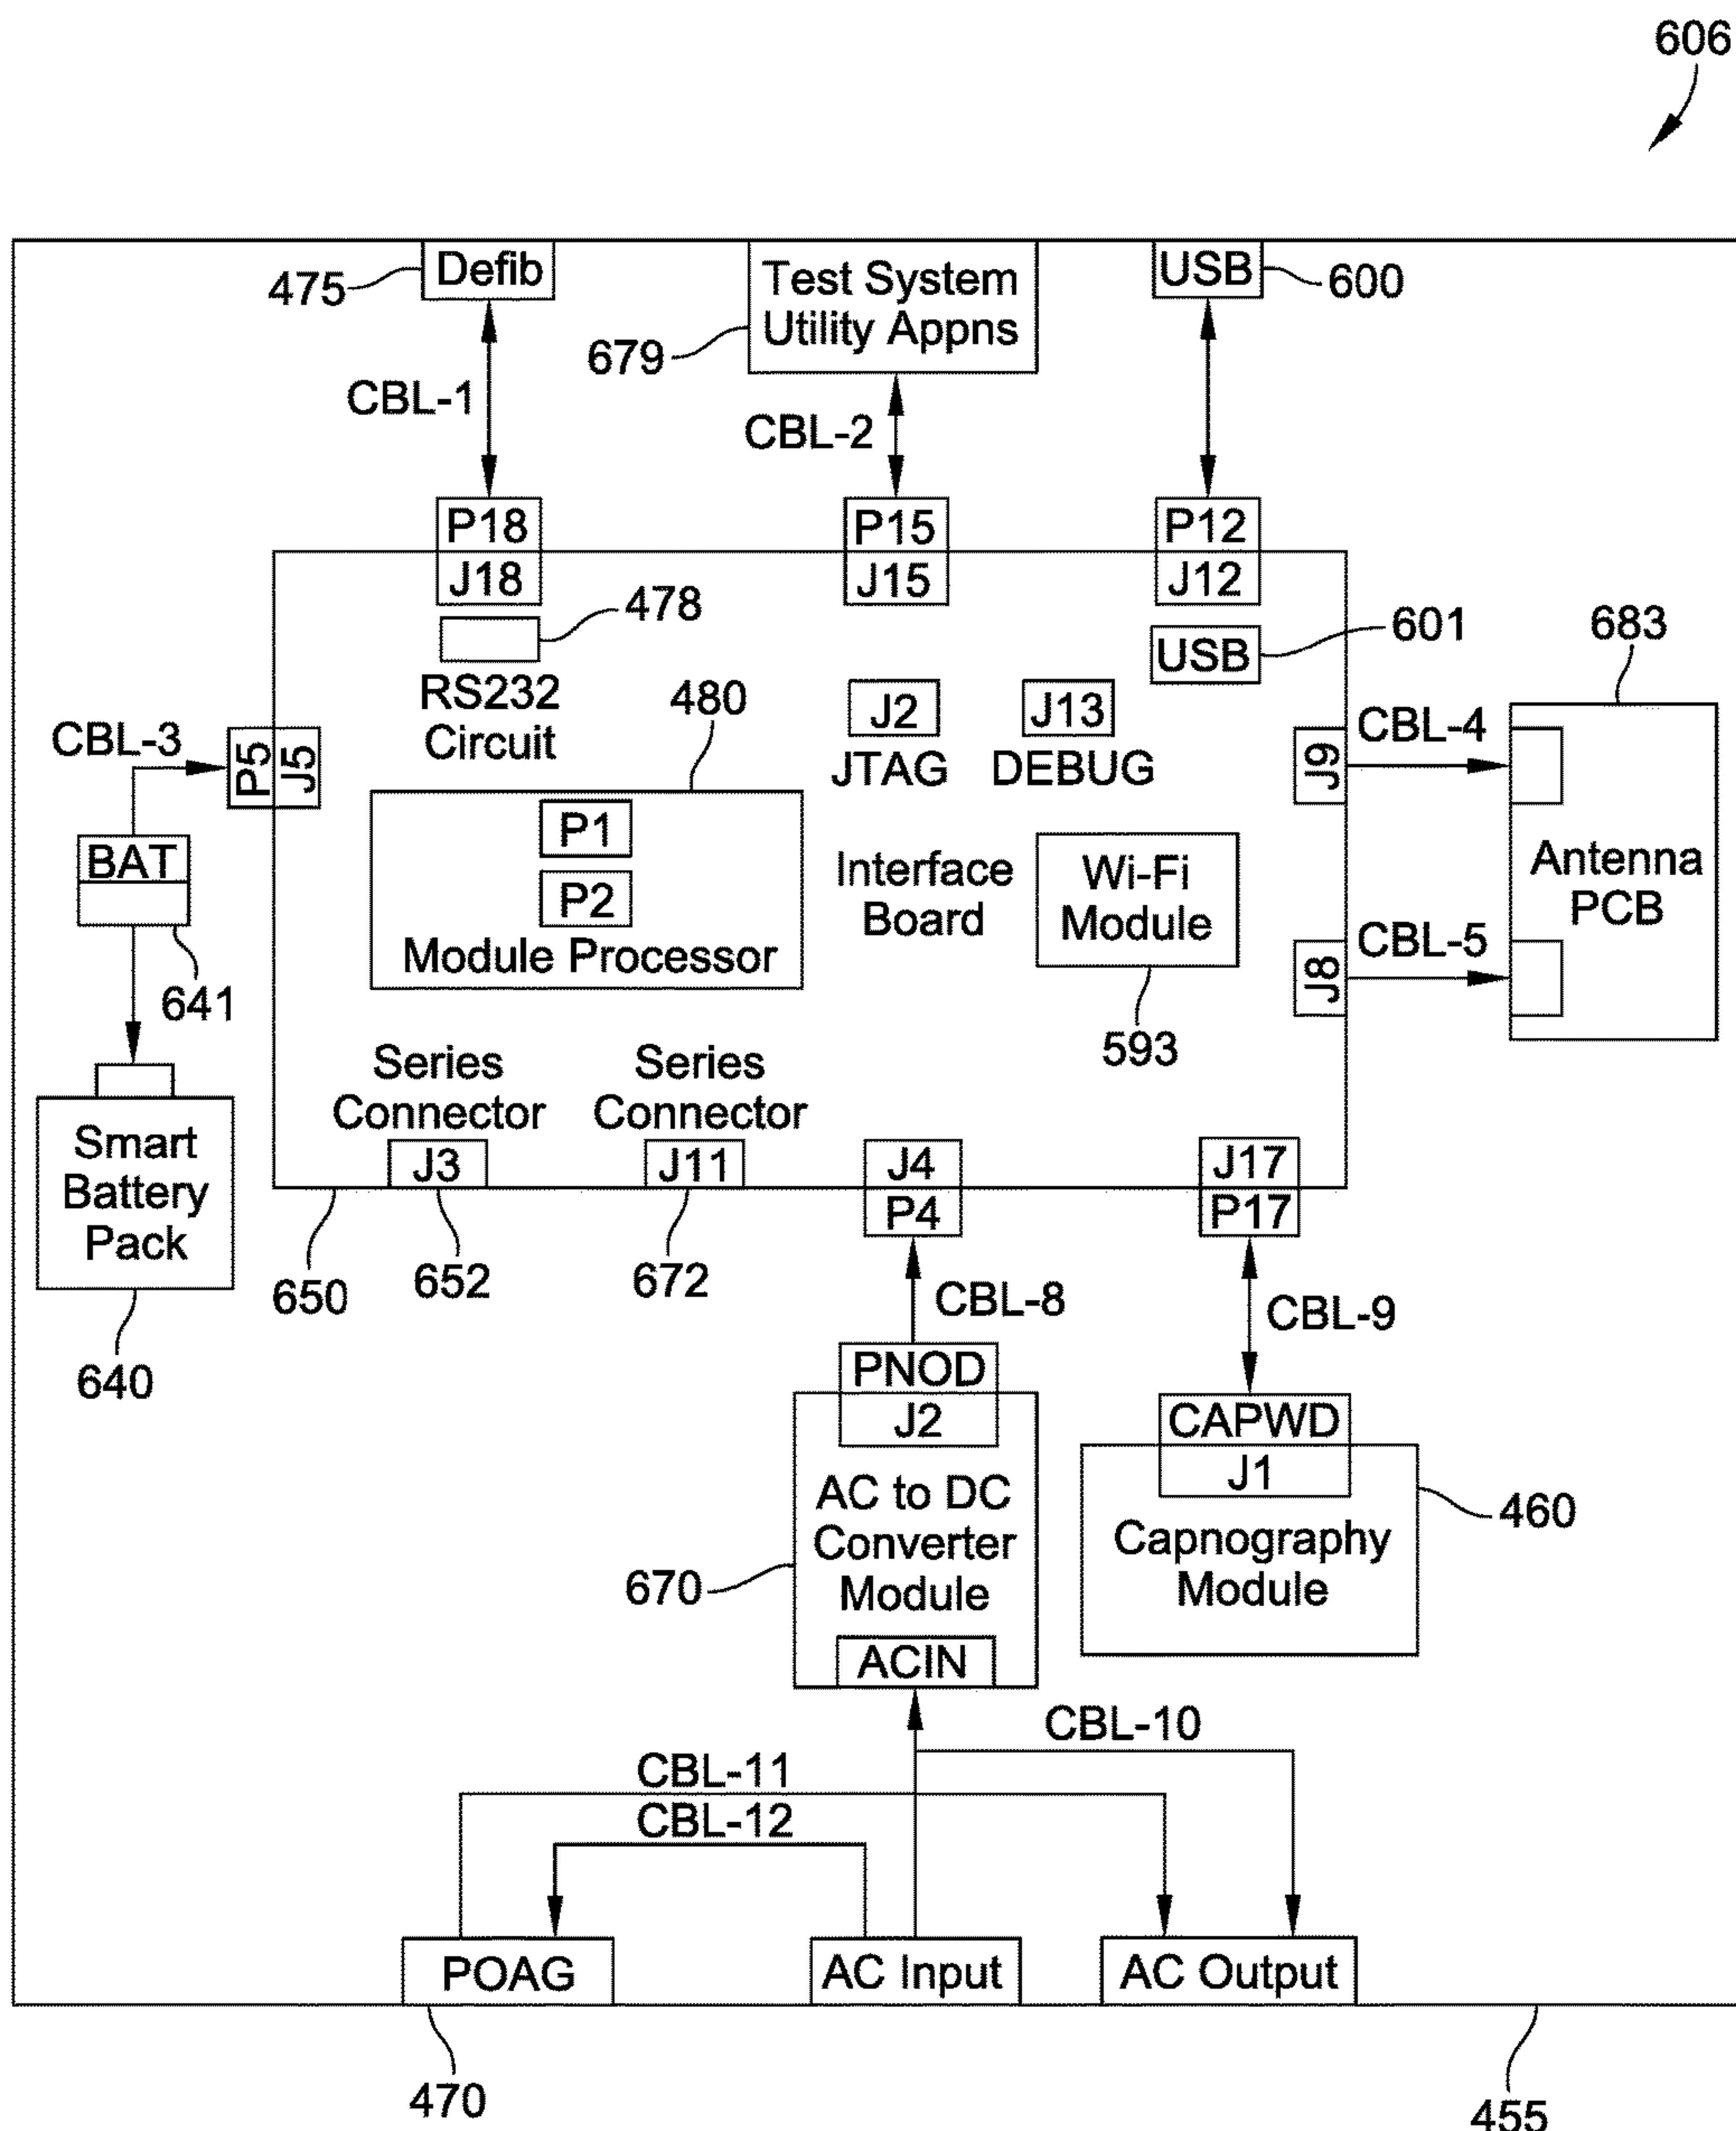 606
Defib
475
Test System
Utility Appns
679
USB
600
CBL-1
CBL-2
P18
J18
P15
J15
P12
J12
478
RS232
Circuit
601
USB
683
480
J2
JTAG
J13
DEBUG
CBL-3
P5
J5
J9
CBL-4
BAT
641
P1
P2
Module Processor
Interface
Board
Wi-Fi
Module
593
Antenna
PCB
J8
CBL-5
Smart
Battery
Pack
640
Series
Connector
J3
Series
Connector
J11
J4
P4
J17
P17
650
652
672
CBL-8
CBL-9
PNOD
J2
AC to DC
Converter
Module
670
ACIN
CAPWD
J1
Capnography
Module
460
CBL-10
CBL-11
CBL-12
POAG
AC Input
AC Output
470
455